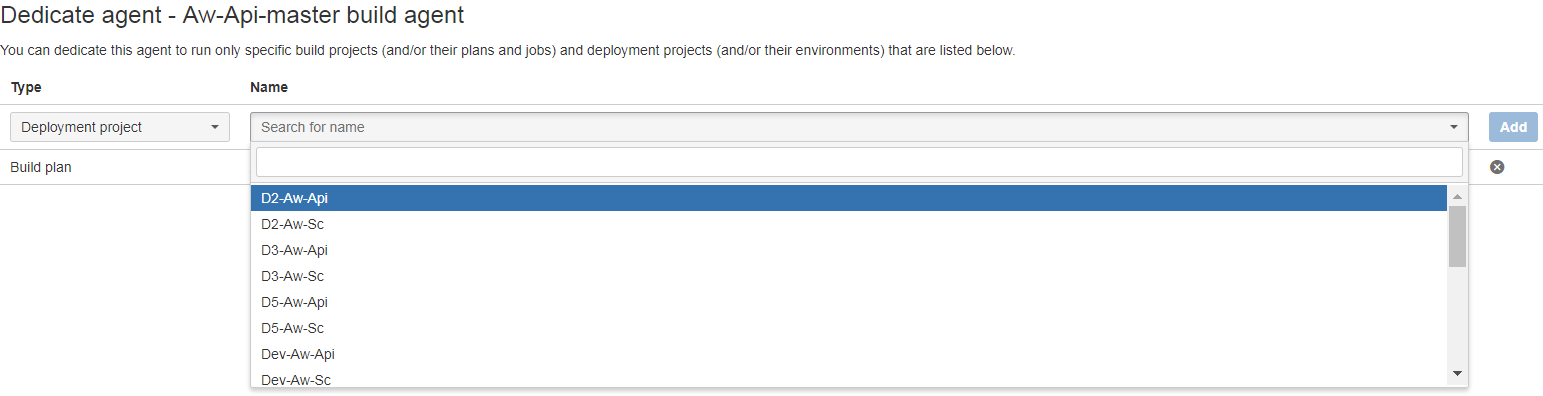 Dedicate agent - Aw-Api-master build agent
You can dedicate this agent to run only specific build projects (and/or their plans and jobs) and deployment projects (and/or their environments) that are listed below.
Type Name
Deployment project Search for name Add
Build plan
D2-Aw-Api
D2-Aw-Sc
D3-Aw-Api
D3-Aw-Sc
D5-Aw-Api
D5-Aw-Sc
Dev-Aw-Api
Dev-Aw-Sc